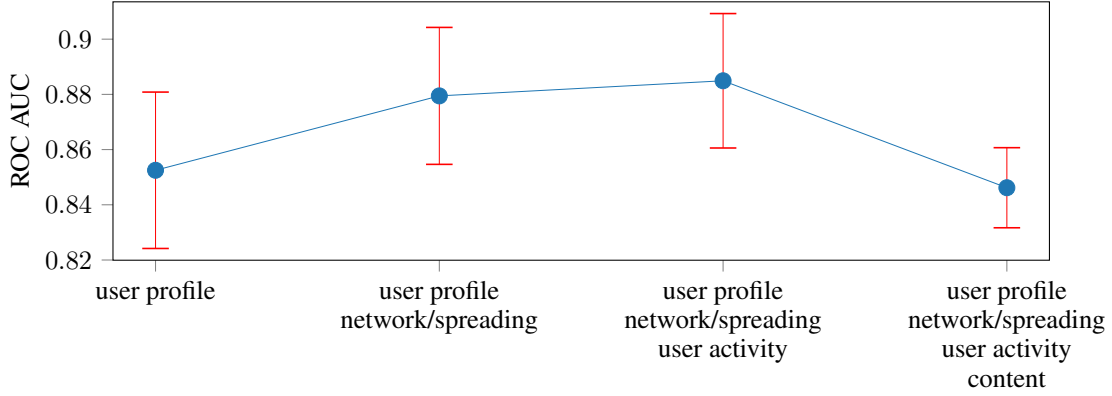 ROC AUC
0.9
0.88
0.86
0.84
0.82
user profile
user profile
network/spreading
user profile
network/spreading
user activity
user profile
network/spreading
user activity
content